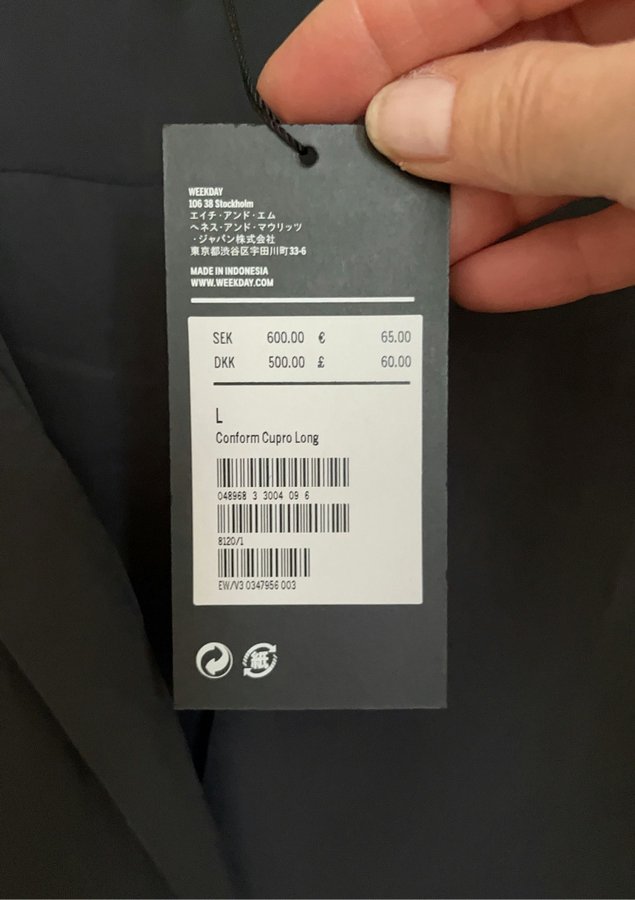 WEEKDAY
106 38 Stockholm
エイチ・アンド・エム
ヘネス・アンド・マウリッツ
・ジャパン株式会社
東京都渋谷区宇田川町33-6
MADE IN INDONESIA
WWW.WEEKDAY.COM
SEK 600.00 € 65.00
DKK 500.00 £ 60.00
L
Conform Cupro Long
048968 3 3004 09 6
8120/1
EW/V3 0347956 003
紙